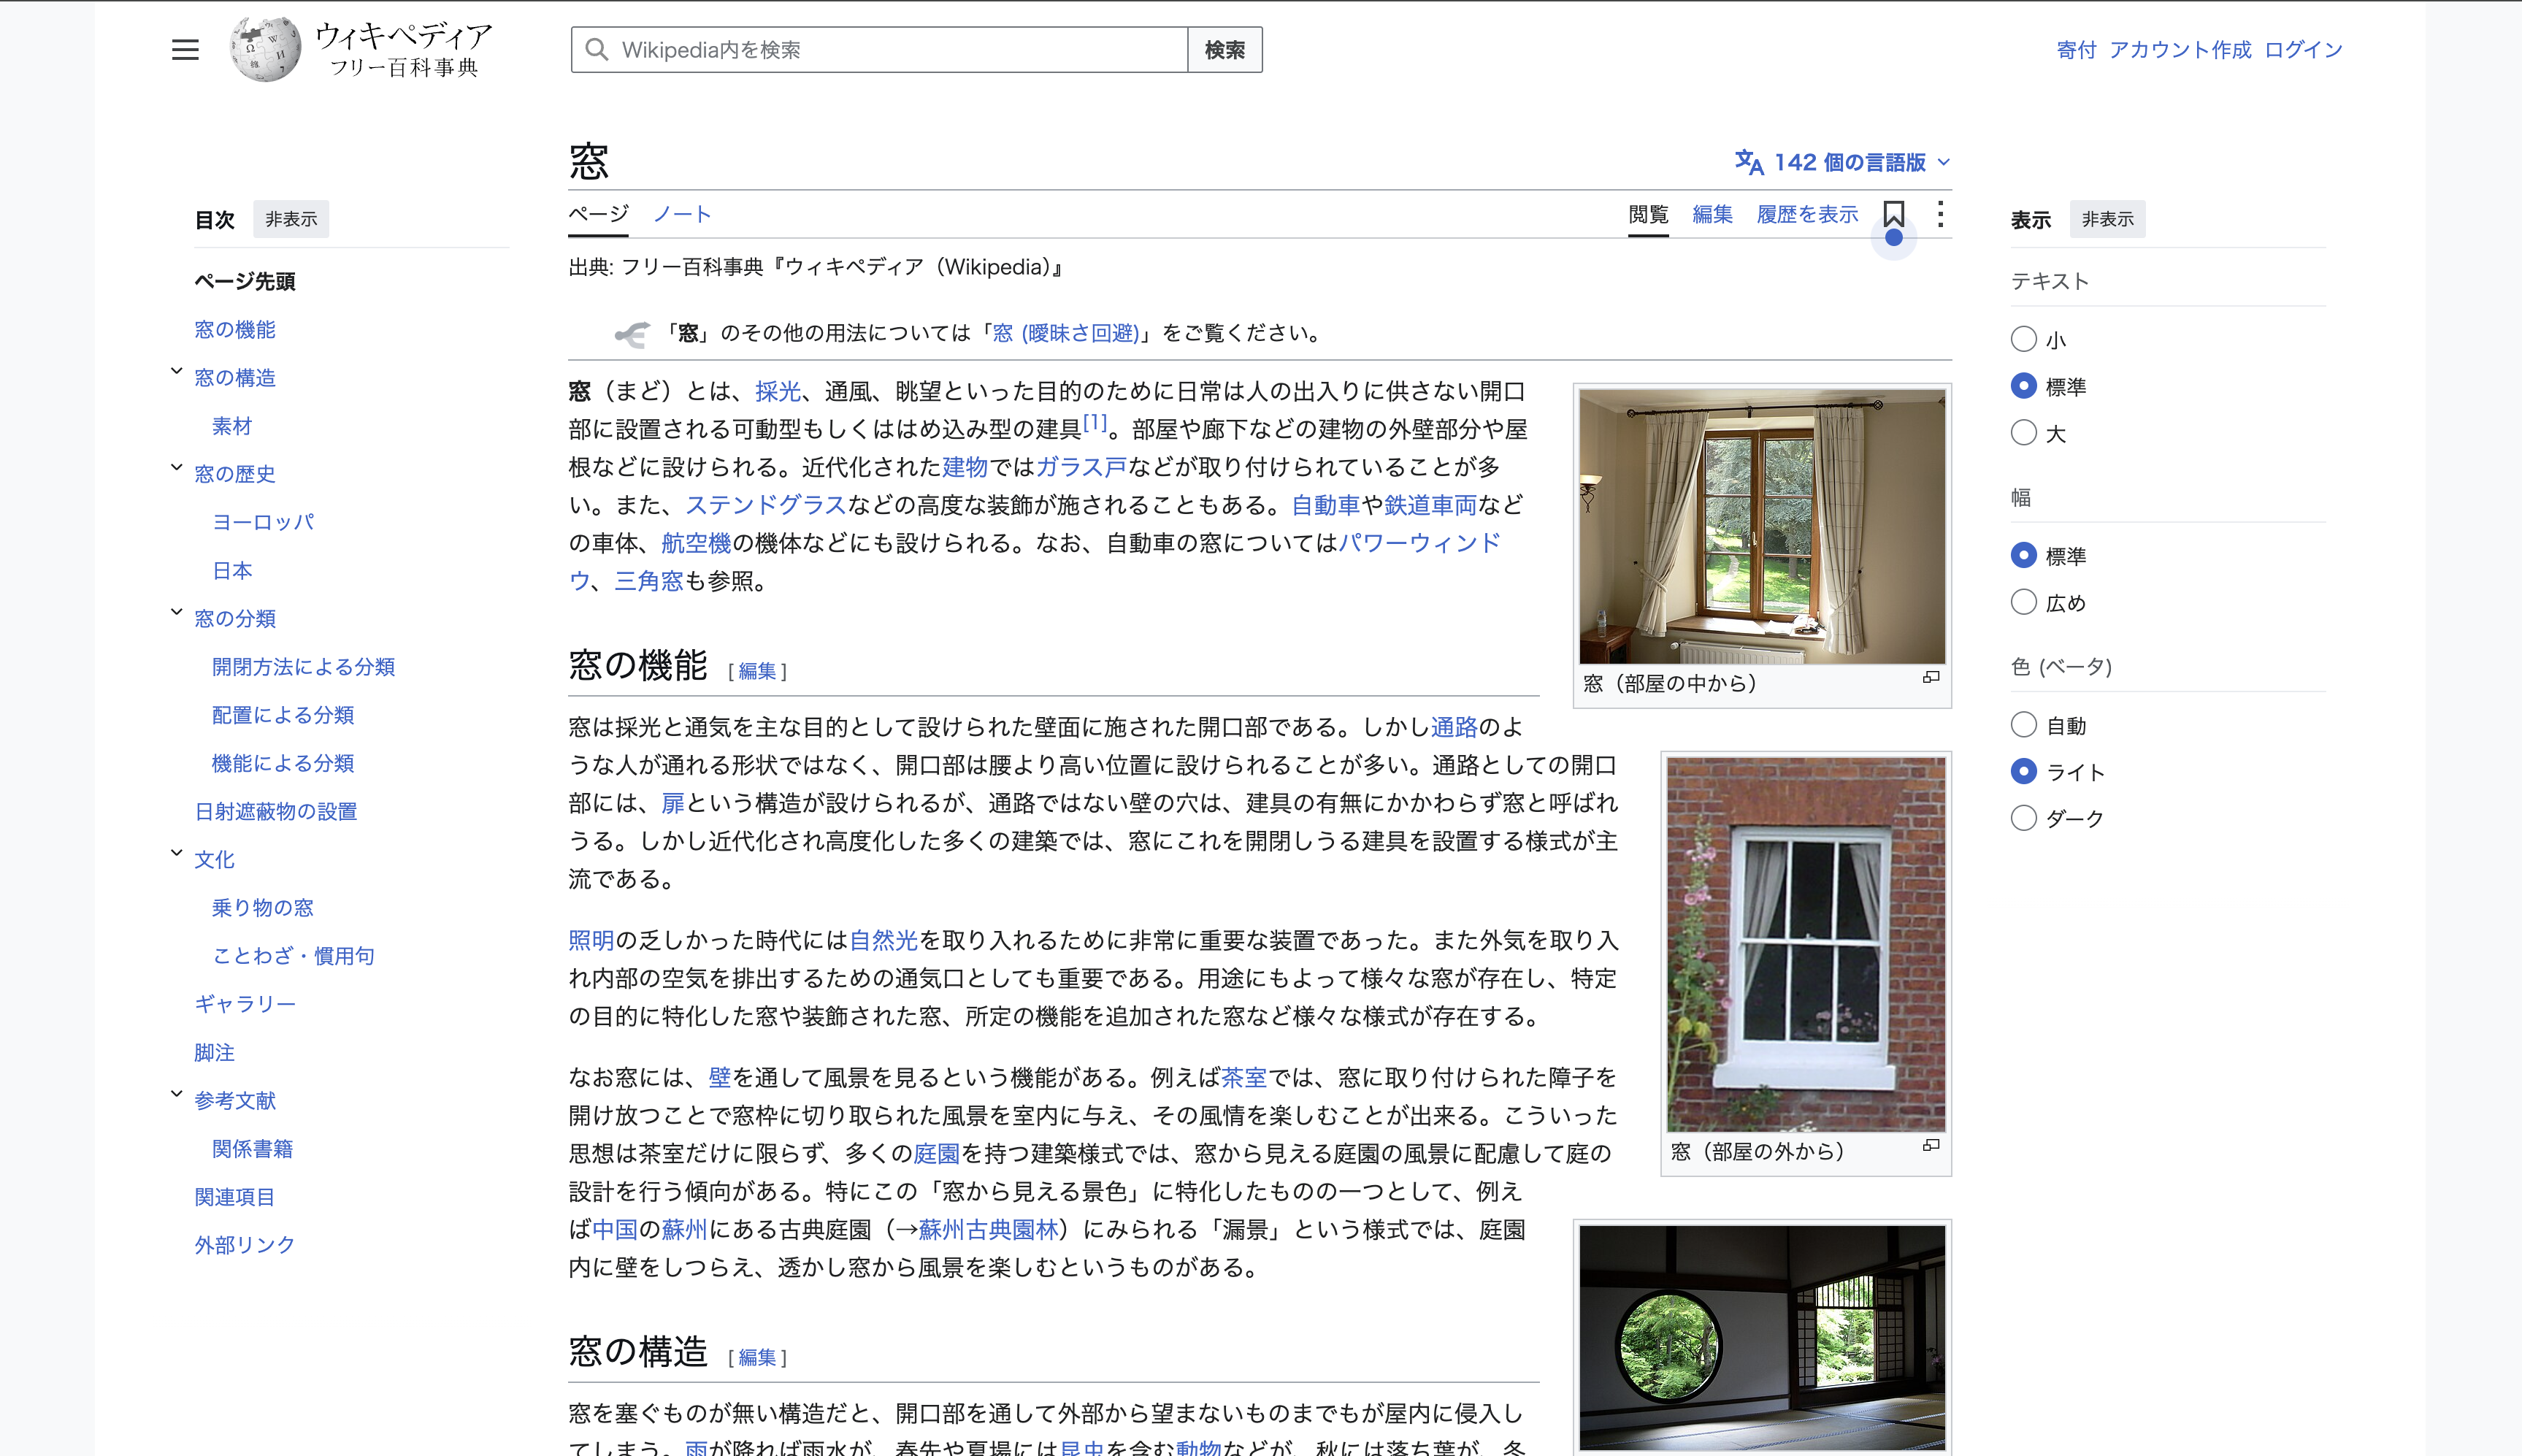 ウィキペディア
フリー百科事典
Wikipedia内を検索
検索
寄付 アカウント作成 ログイン
目次 非表示
ページ先頭
窓の機能
窓の構造
素材
窓の歴史
ヨーロッパ
日本
窓の分類
開閉方法による分類
配置による分類
機能による分類
日射遮蔽物の設置
文化
乗り物の窓
ことわざ・慣用句
ギャラリー
脚注
参考文献
関係書籍
関連項目
外部リンク
窓
142 個の言語版
ページ ノート
閲覧 編集 履歴を表示
出典: フリー百科事典『ウィキペディア（Wikipedia）』
「窓」のその他の用法については「窓 (曖昧さ回避)」をご覧ください。
窓（まど）とは、採光、通風、眺望といった目的のために日常は人の出入りに供さない開口
部に設置される可動型もしくははめ込み型の建具[1]。部屋や廊下などの建物の外壁部分や屋
根などに設けられる。近代化された建物ではガラス戸などが取り付けられていることが多
い。また、ステンドグラスなどの高度な装飾が施されることもある。自動車や鉄道車両など
の車体、航空機の機体などにも設けられる。なお、自動車の窓についてはパワーウィンド
ウ、三角窓も参照。
窓（部屋の中から）
窓の機能 [編集]
窓は採光と通気を主な目的として設けられた壁面に施された開口部である。しかし通路のよ
うな人が通れる形状ではなく、開口部は腰より高い位置に設けられることが多い。通路としての開口
部には、扉という構造が設けられるが、通路ではない壁の穴は、建具の有無にかかわらず窓と呼ばれ
うる。しかし近代化され高度化した多くの建築では、窓にこれを開閉しうる建具を設置する様式が主
流である。
照明の乏しかった時代には自然光を取り入れるために非常に重要な装置であった。また外気を取り入
れ内部の空気を排出するための通気口としても重要である。用途にもよって様々な窓が存在し、特定
の目的に特化した窓や装飾された窓、所定の機能を追加された窓など様々な様式が存在する。
なお窓には、壁を通して風景を見るという機能がある。例えば茶室では、窓に取り付けられた障子を
開け放つことで窓枠に切り取られた風景を室内に与え、その風情を楽しむことが出来る。こういった
思想は茶室だけに限らず、多くの庭園を持つ建築様式では、窓から見える庭園の風景に配慮して庭の
設計を行う傾向がある。特にこの「窓から見える景色」に特化したものの一つとして、例え
ば中国の蘇州にある古典庭園（→蘇州古典園林）にみられる「漏景」という様式では、庭園
内に壁をしつらえ、透かし窓から風景を楽しむというものがある。
窓（部屋の外から）
窓の構造 [編集]
窓を塞ぐものが無い構造だと、開口部を通して外部から望まないものまでもが屋内に侵入し
てしまう。雨が降れば雨水が、春先や夏場には昆虫を含む動物などが、秋には落ち葉が、冬
表示 非表示
テキスト
小
標準
大
幅
標準
広め
色 (ベータ)
自動
ライト
ダーク